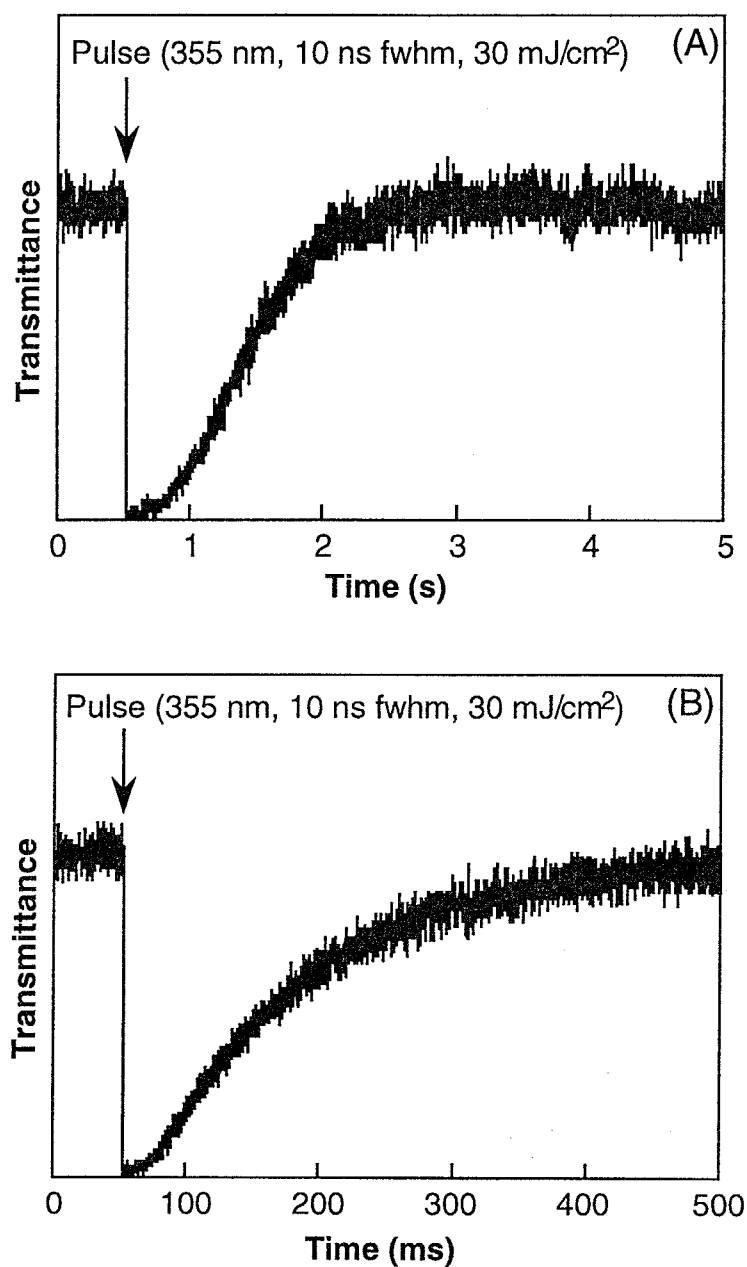 Pulse (355 nm, 10 ns fwhm, 30 mJ/cm²) (A)
Transmittance
0 1 2 3 4 5
Time (s)
Pulse (355 nm, 10 ns fwhm, 30 mJ/cm²) (B)
Transmittance
0 100 200 300 400 500
Time (ms)